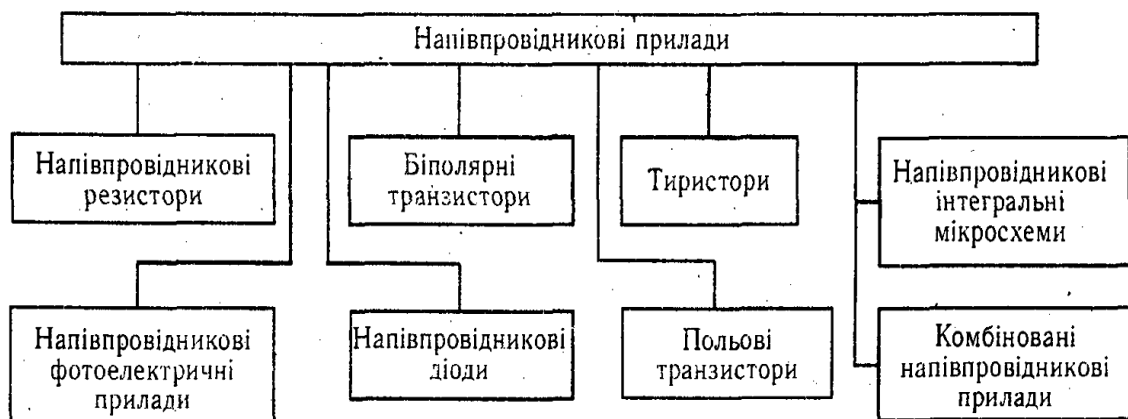 Напівпровідникові прилади
Напівпровідникові
резистори
Біполярні
транзистори
Тиристори
Напівпровідникові
інтегральні
мікросхеми
Напівпровідникові
фотоелектричні
прилади
Напівпровідникові
діоди
Польові
транзистори
Комбіновані
напівпровідникові
прилади